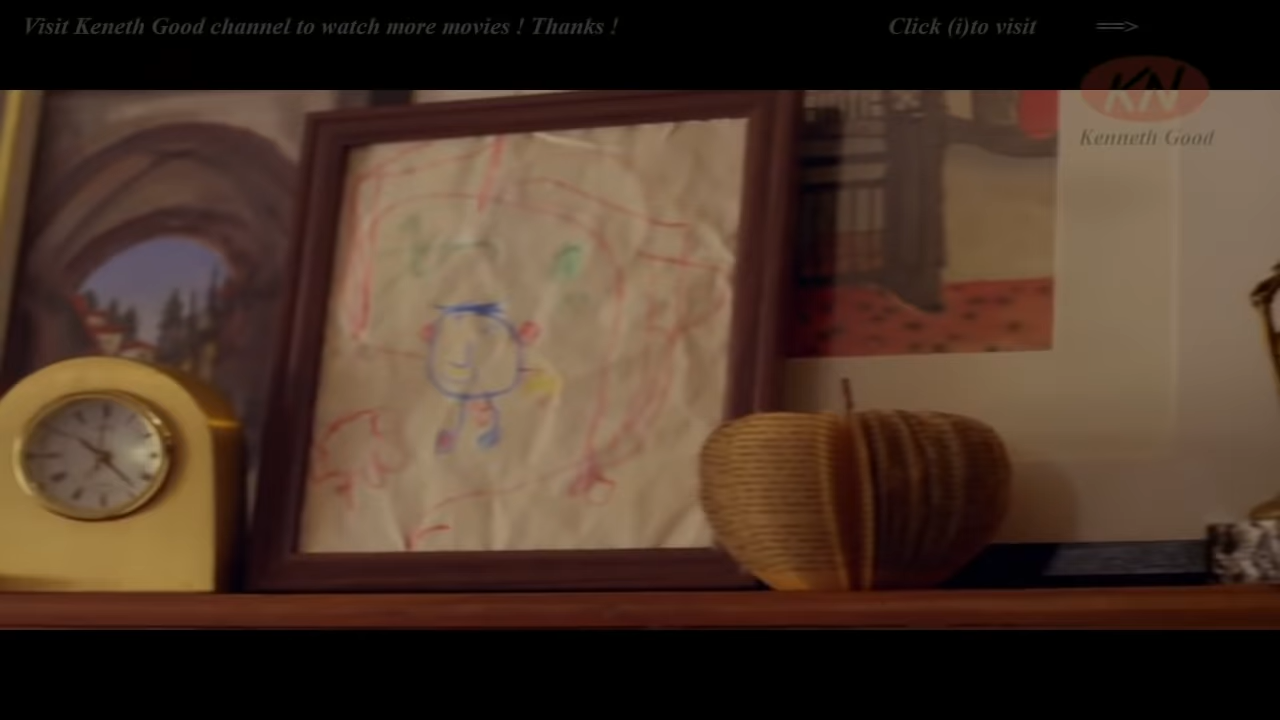 Visit Keneth Good channel to watch more movies ! Thanks !
Click (i)to visit ==>
KN
Kenneth Good